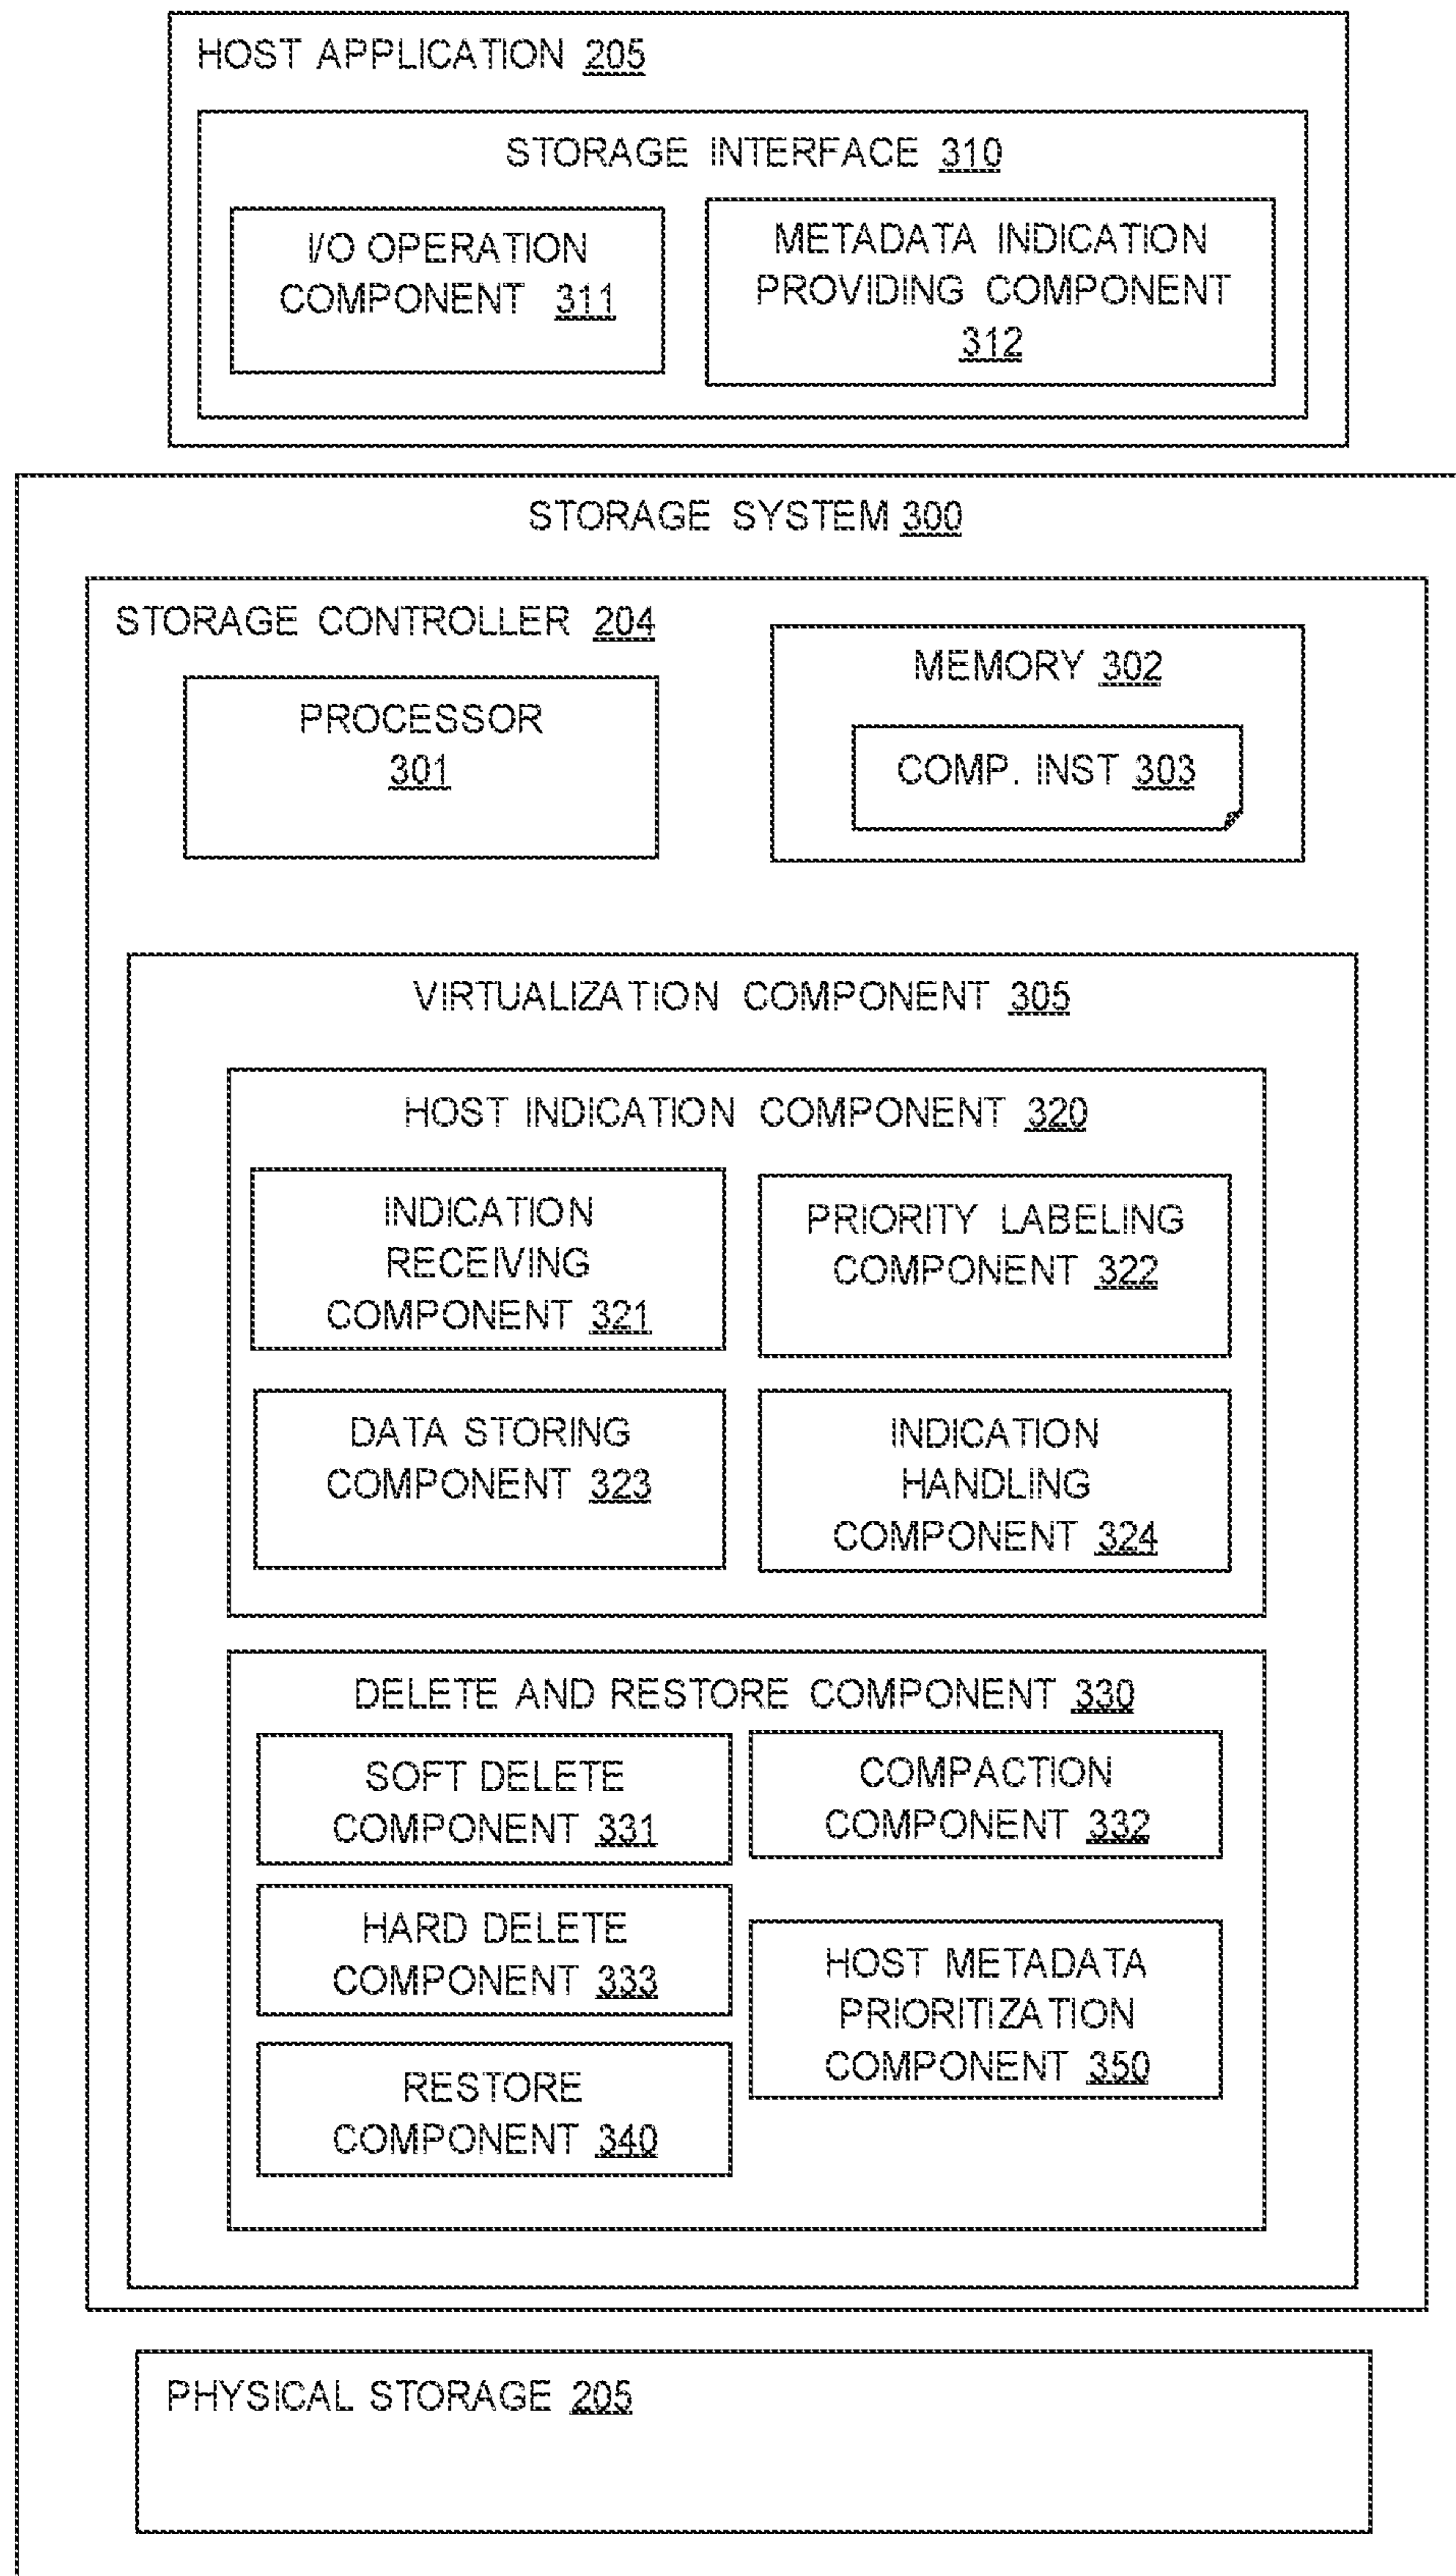 HOST APPLICATION 205
STORAGE INTERFACE 310
I/O OPERATION
COMPONENT 311
METADATA INDICATION
PROVIDING COMPONENT
312
STORAGE SYSTEM 300
STORAGE CONTROLLER 204
PROCESSOR
301
MEMORY 302
COMP. INST 303
VIRTUALIZATION COMPONENT 305
HOST INDICATION COMPONENT 320
INDICATION
RECEIVING
COMPONENT 321
PRIORITY LABELING
COMPONENT 322
DATA STORING
COMPONENT 323
INDICATION
HANDLING
COMPONENT 324
DELETE AND RESTORE COMPONENT 330
SOFT DELETE
COMPONENT 331
COMPACTION
COMPONENT 332
HARD DELETE
COMPONENT 333
HOST METADATA
PRIORITIZATION
COMPONENT 350
RESTORE
COMPONENT 340
PHYSICAL STORAGE 205